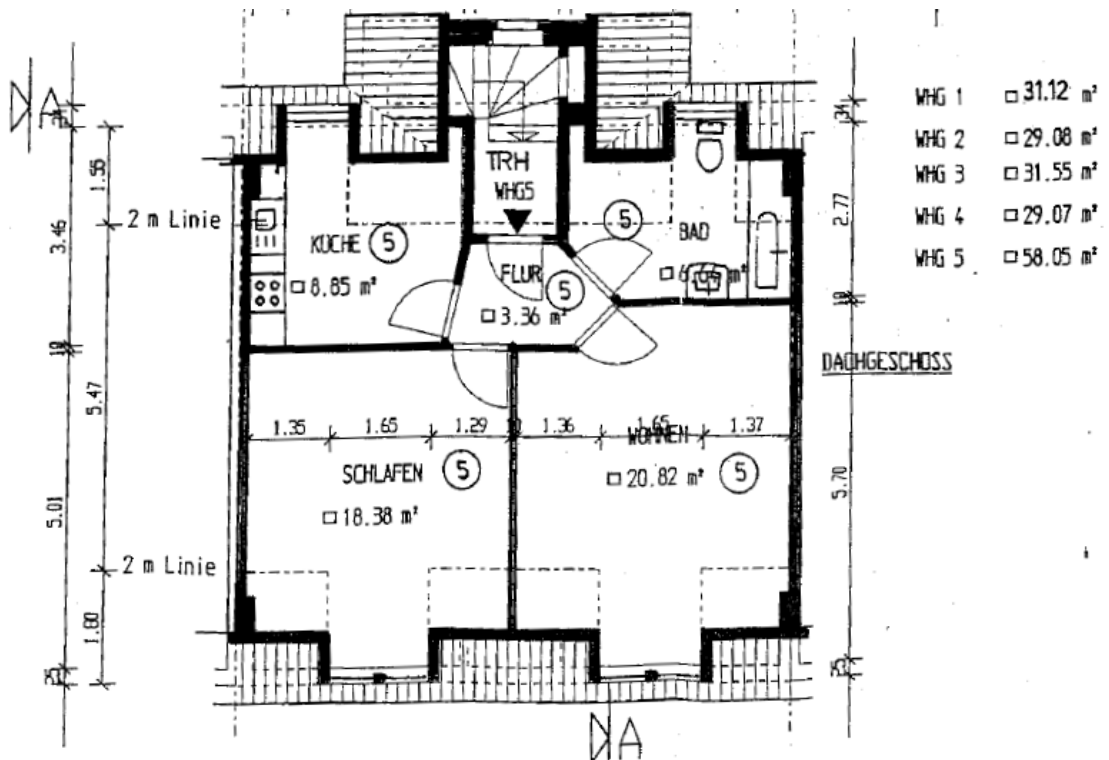 A
WHG 1 31.12 m²
WHG 2 29.08 m²
WHG 3 31.55 m²
WHG 4 29.07 m²
WHG 5 58.05 m²
34
TRH
WHG5
1.55
2 m Linie
3.46
2.77
KÜCHE 5
8.85 m²
5
BAD
FLUR 5
3.36 m²
10
10
DACHGESCHOSS
5.47
1.35 1.65 1.29 1.36 1.65 1.37
WOHNEN
SCHLAFEN 5
18.38 m²
20.82 m² 5
5.01
5.70
2 m Linie
1.80
25
A